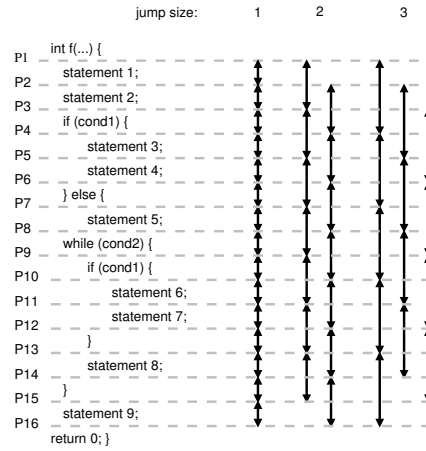 jump size: 1 2 3
int f(...) {
P1
statement 1;
P2
statement 2;
P3
if (cond1) {
P4
statement 3;
P5
statement 4;
P6
} else {
P7
statement 5;
P8
while (cond2) {
P9
if (cond1) {
P10
statement 6;
P11
statement 7;
P12
}
P13
statement 8;
P14
}
P15
statement 9;
P16
return 0; }